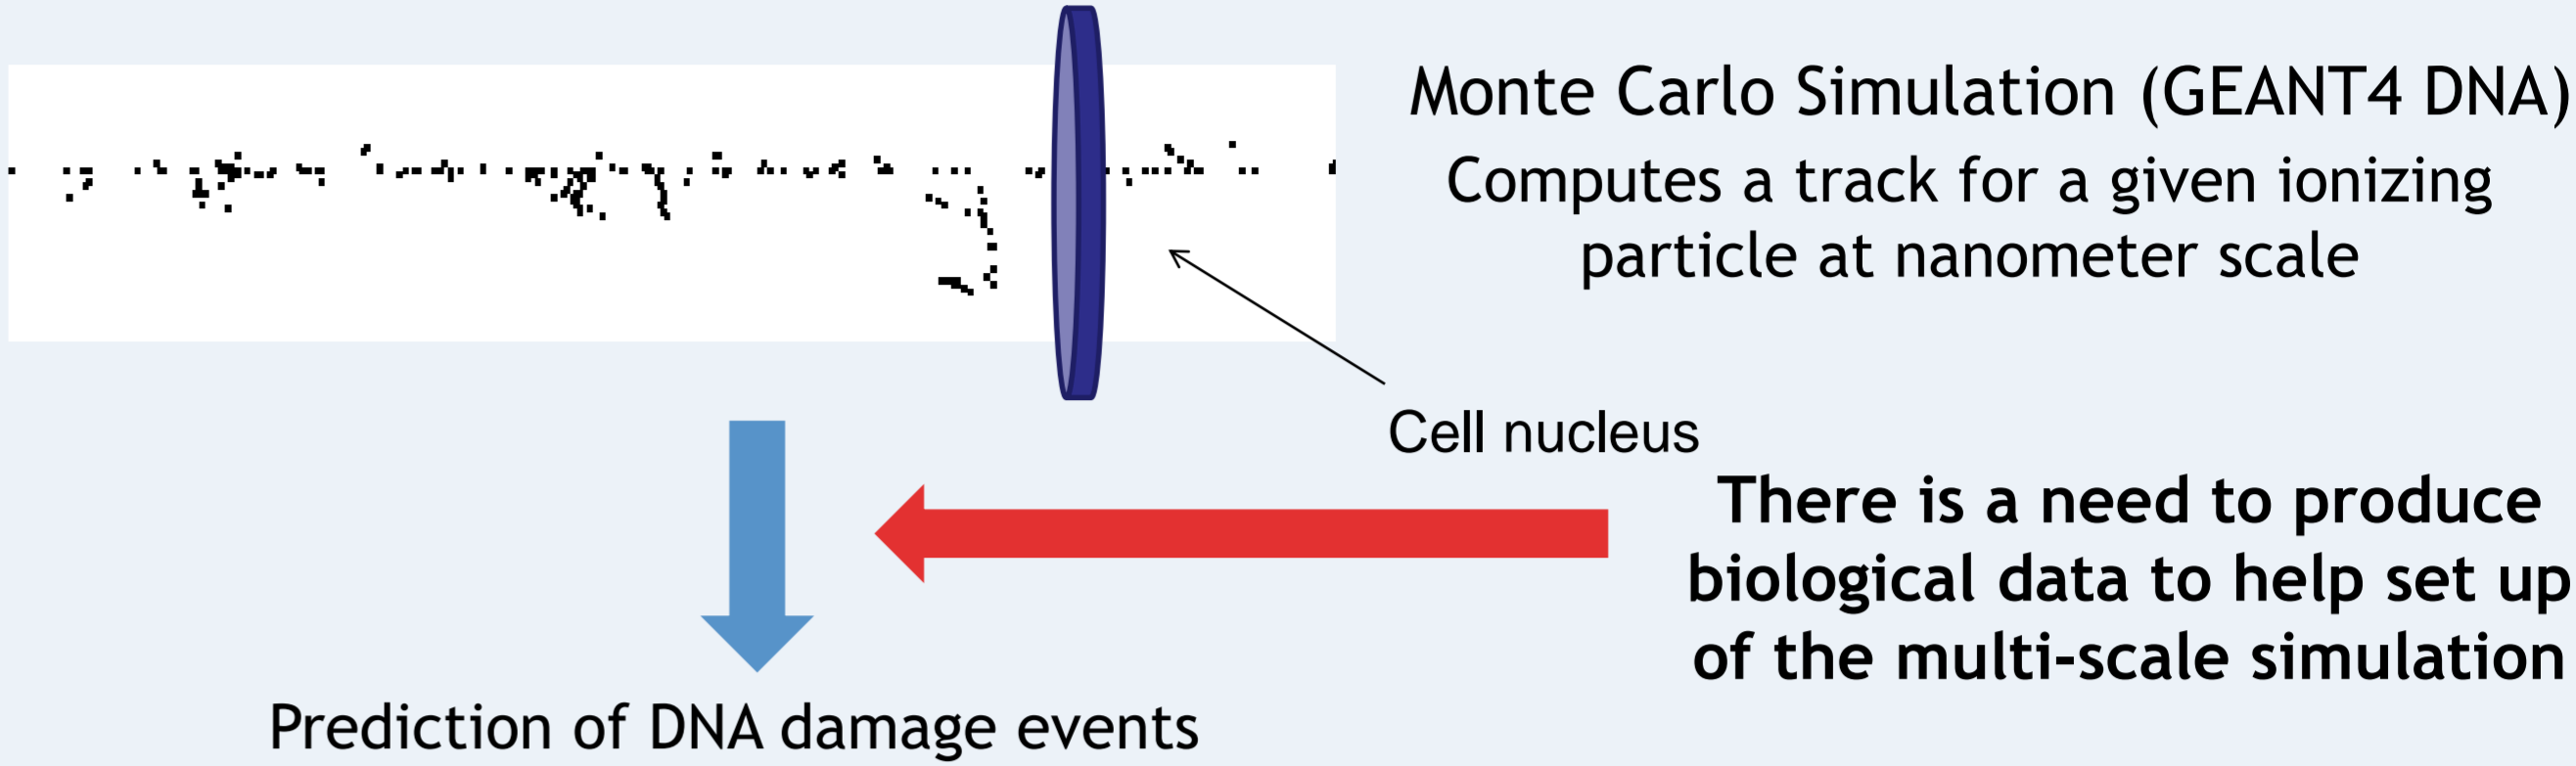 Monte Carlo Simulation (GEANT4 DNA)
Computes a track for a given ionizing
particle at nanometer scale
Cell nucleus
There is a need to produce
biological data to help set up
of the multi-scale simulation
Prediction of DNA damage events